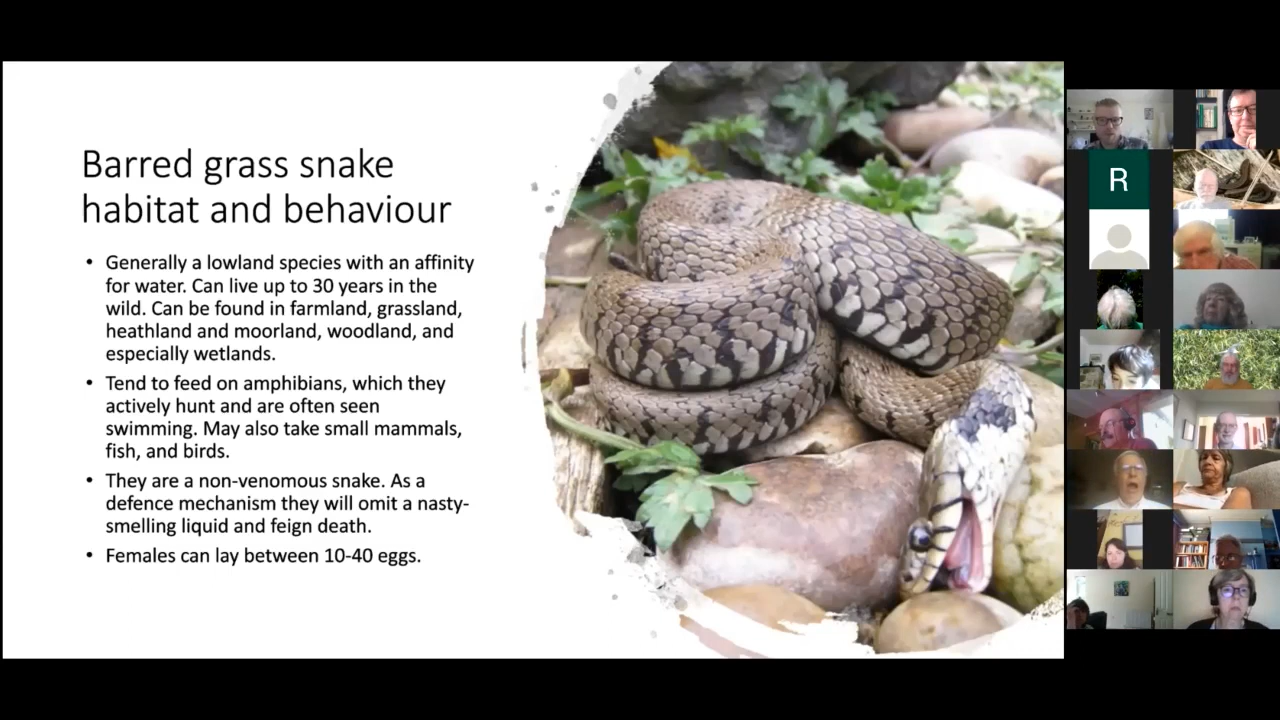 Barred grass snake
habitat and behaviour
• Generally a lowland species with an affinity
for water. Can live up to 30 years in the
wild. Can be found in farmland, grassland,
heathland and moorland, woodland, and
especially wetlands.
• Tend to feed on amphibians, which they
actively hunt and are often seen
swimming. May also take small mammals,
fish, and birds.
• They are a non-venomous snake. As a
defence mechanism they will omit a nasty-
smelling liquid and feign death.
• Females can lay between 10-40 eggs.
R